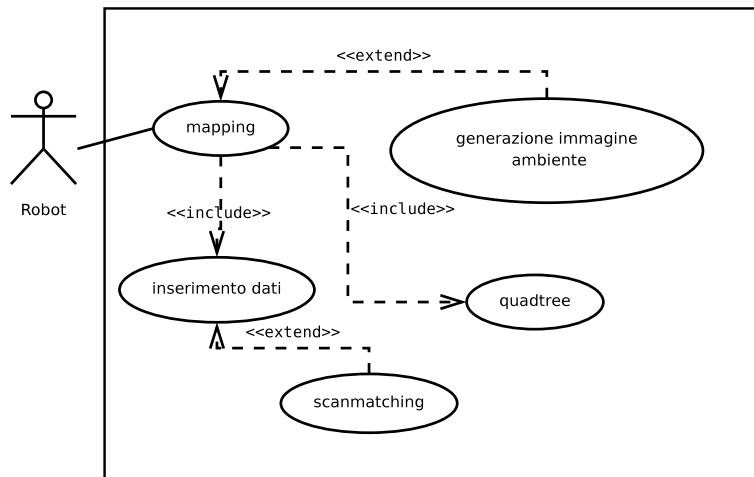 <<extend>>
mapping
generazione immagine
ambiente
Robot
<<include>>
<<include>>
inserimento dati
quadtree
<<extend>>
scanmatching